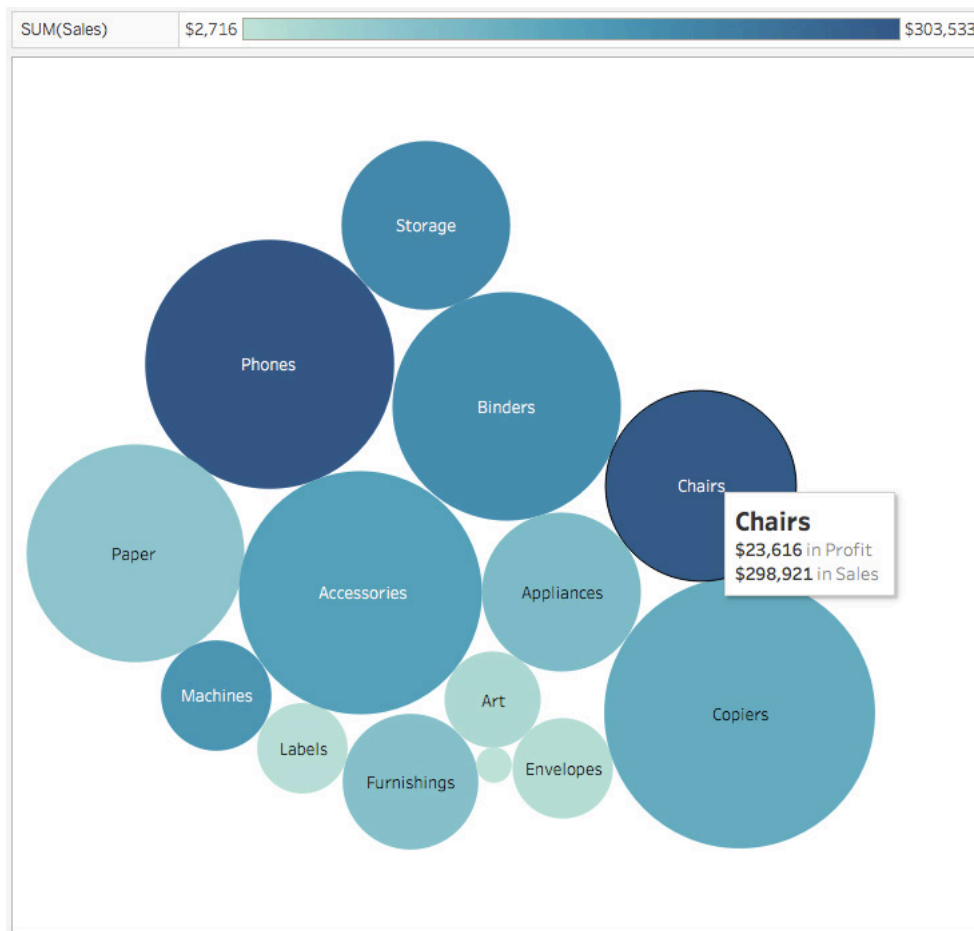 SUM(Sales)
$2,716
$303,533
Storage
Phones
Binders
Chairs
Chairs
$23,616 in Profit
$298,921 in Sales
Paper
Accessories
Appliances
Machines
Art
Copiers
Labels
Envelopes
Furnishings